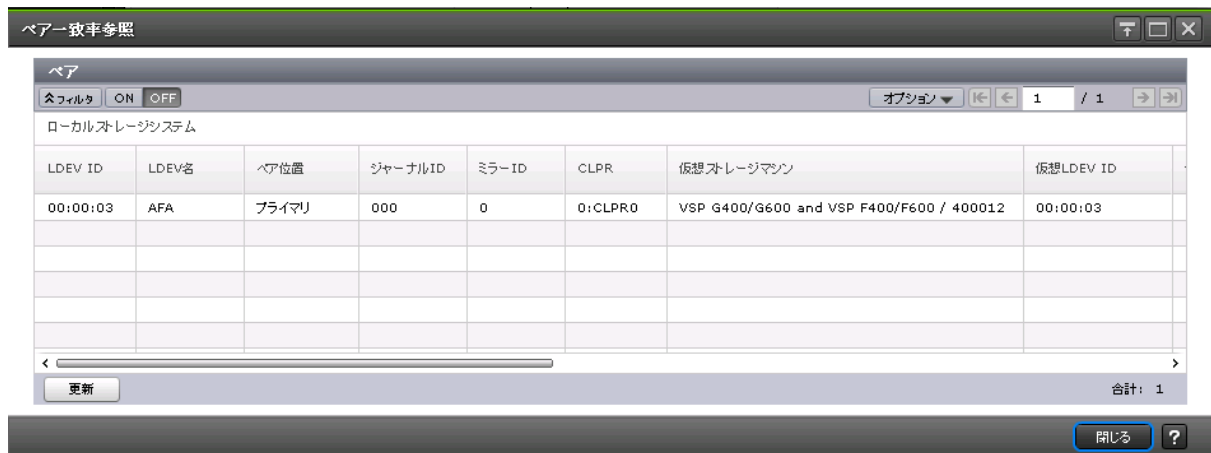 ペア一致率参照
ペア
フィルタ ON OFF オプション 1 / 1
ローカルストレージシステム
LDEV ID LDEV名 ペア位置 ジャーナルID ミラーID CLPR 仮想ストレージマシン 仮想LDEV ID
00:00:03 AFA プライマリ 000 0 0:CLPR0 VSP G400/G600 and VSP F400/F600 / 400012 00:00:03
更新 合計: 1
閉じる ?